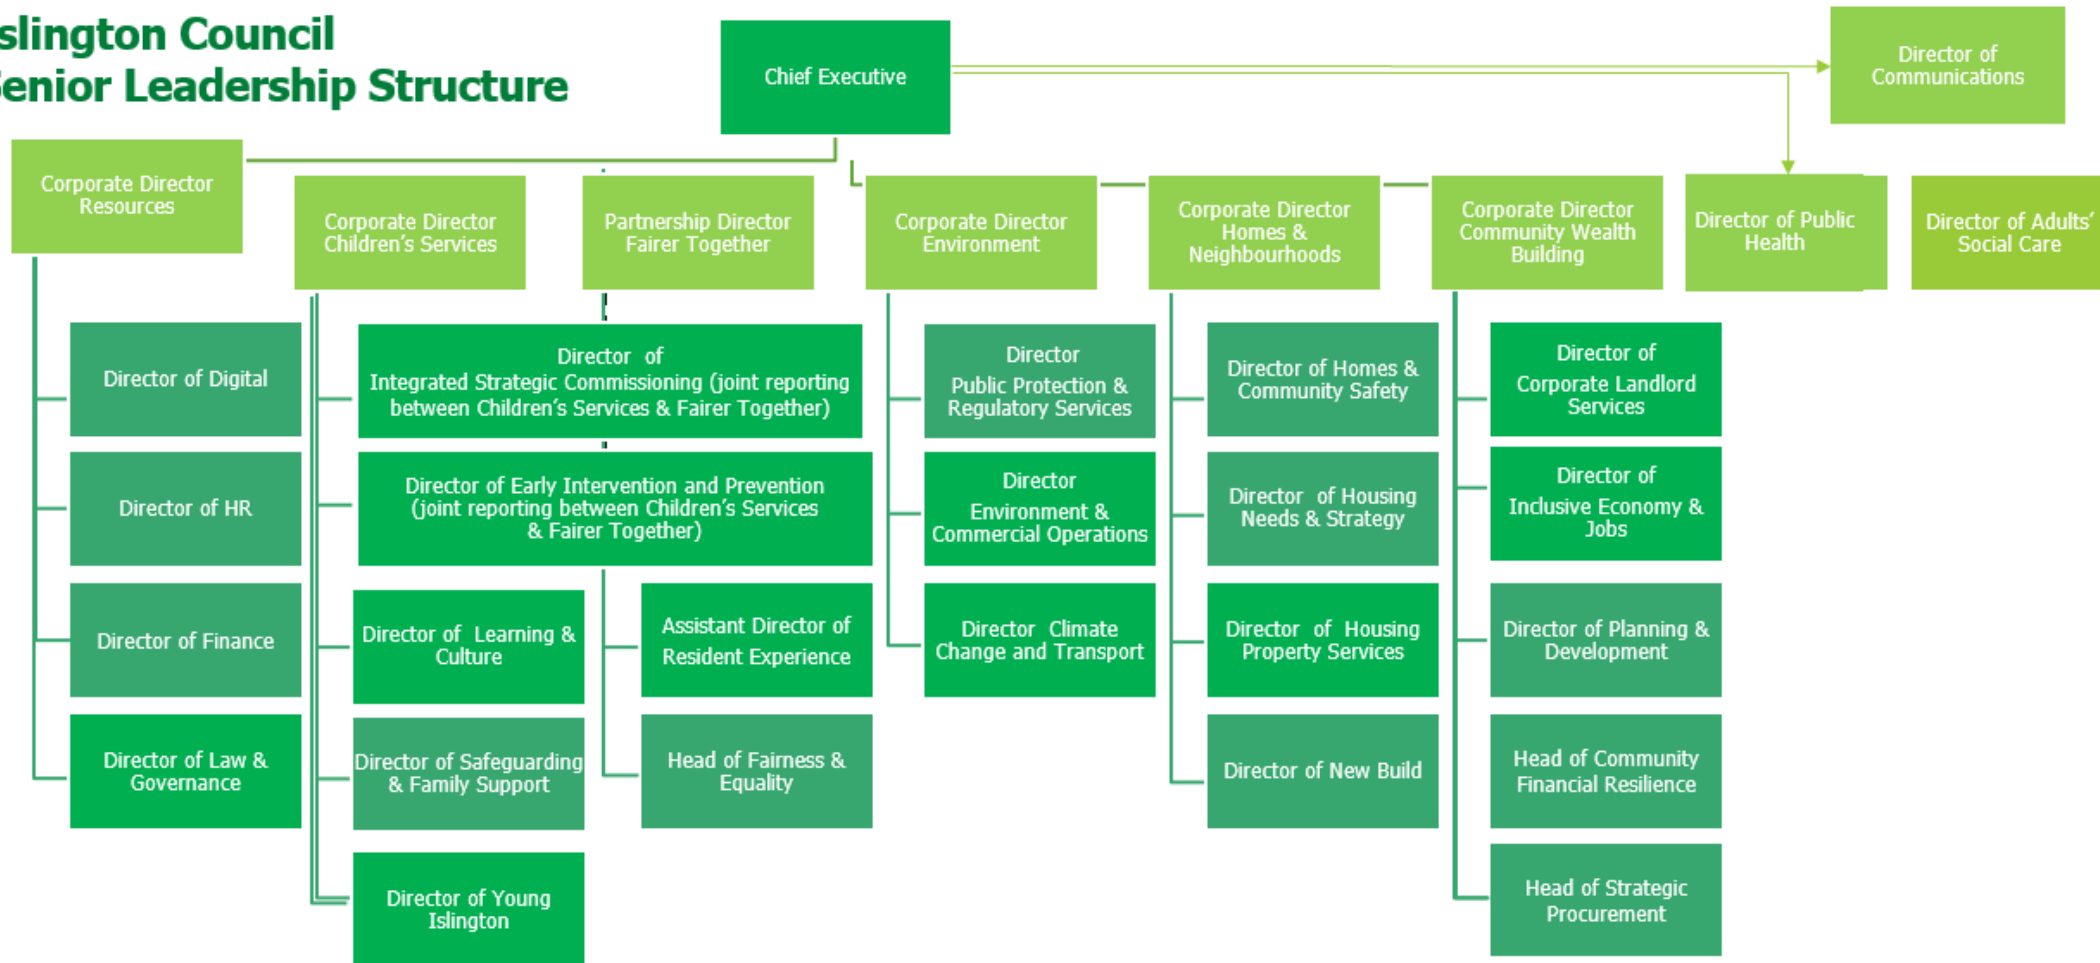 slington Council
enior Leadership Structure
Chief Executive
Director of
Communications
Corporate Director
Resources
Corporate Director
Children's Services
Partnership Director
Fairer Together
Corporate Director
Environment
Corporate Director
Homes &
Neighbourhoods
Corporate Director
Community Wealth
Building
Director of Public
Health
Director of Adults'
Social Care
Director of Digital
Director of HR
Director of Finance
Director of Law &
Governance
Director of
Integrated Strategic Commissioning (joint reporting
between Children's Services & Fairer Together)
Director of Early Intervention and Prevention
(joint reporting between Children's Services
& Fairer Together)
Director of Learning &
Culture
Director of Safeguarding
& Family Support
Director of Young
Islington
Assistant Director of
Resident Experience
Head of Fairness &
Equality
Director
Public Protection &
Regulatory Services
Director
Environment &
Commercial Operations
Director Climate
Change and Transport
Director of Homes &
Community Safety
Director of Housing
Needs & Strategy
Director of Housing
Property Services
Director of New Build
Director of
Corporate Landlord
Services
Director of
Inclusive Economy &
Jobs
Director of Planning &
Development
Head of Community
Financial Resilience
Head of Strategic
Procurement